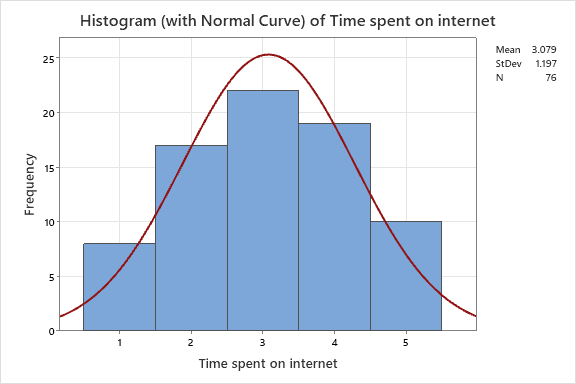 Histogram (with Normal Curve) of Time spent on internet
Mean 3.079
StDev 1.197
N 76
Frequency
25
20
15
10
5
0
1 2 3 4 5
Time spent on internet